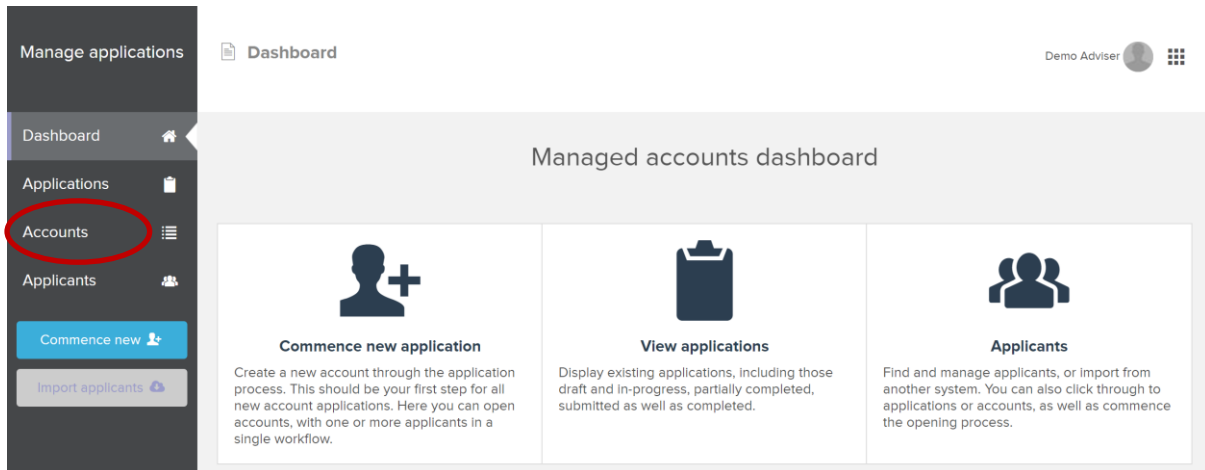 Manage applications
Dashboard
Demo Adviser
Dashboard
Applications
Accounts
Applicants
Commence new
Import applicants
Managed accounts dashboard
Commence new application
Create a new account through the application
process. This should be your first step for all
new account applications. Here you can open
accounts, with one or more applicants in a
single workflow.
View applications
Display existing applications, including those
draft and in-progress, partially completed,
submitted as well as completed.
Applicants
Find and manage applicants, or import from
another system. You can also click through to
applications or accounts, as well as commence
the opening process.